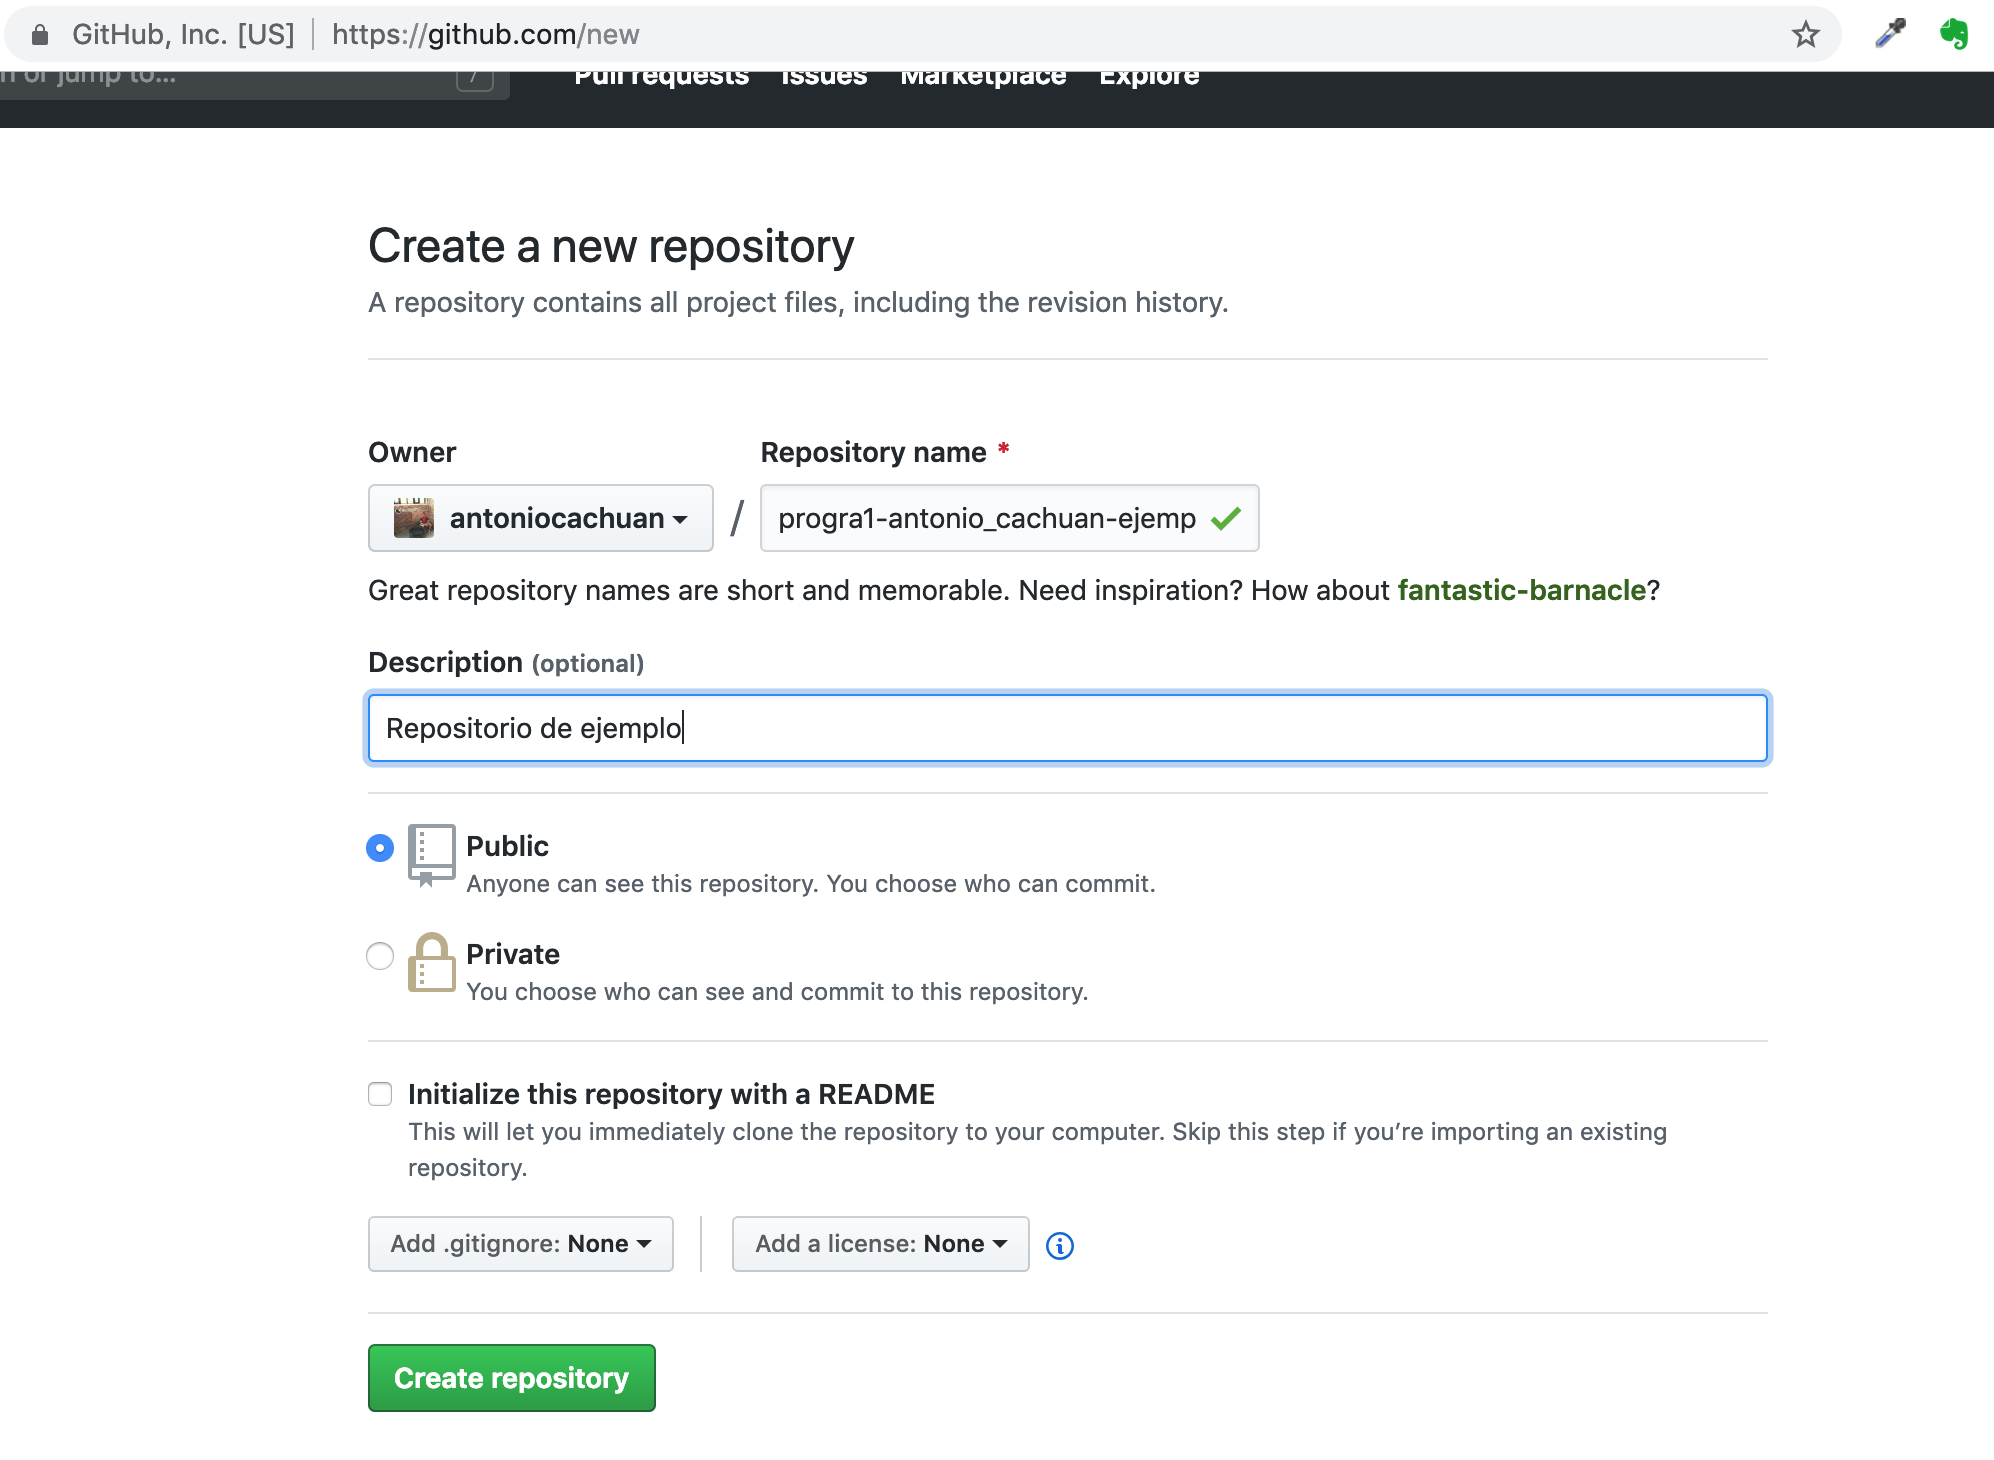 GitHub, Inc. [US] | https://github.com/new
n or jump to... /
Pull requests Issues Marketplace Explore
Create a new repository
A repository contains all project files, including the revision history.
Owner
Repository name *
antoniocachuan / progra1-antonio_cachuan-ejemp
Great repository names are short and memorable. Need inspiration? How about fantastic-barnacle?
Description (optional)
Repositorio de ejemplo
Public
Anyone can see this repository. You choose who can commit.
Private
You choose who can see and commit to this repository.
Initialize this repository with a README
This will let you immediately clone the repository to your computer. Skip this step if you’re importing an existing
repository.
Add .gitignore: None
Add a license: None
Create repository